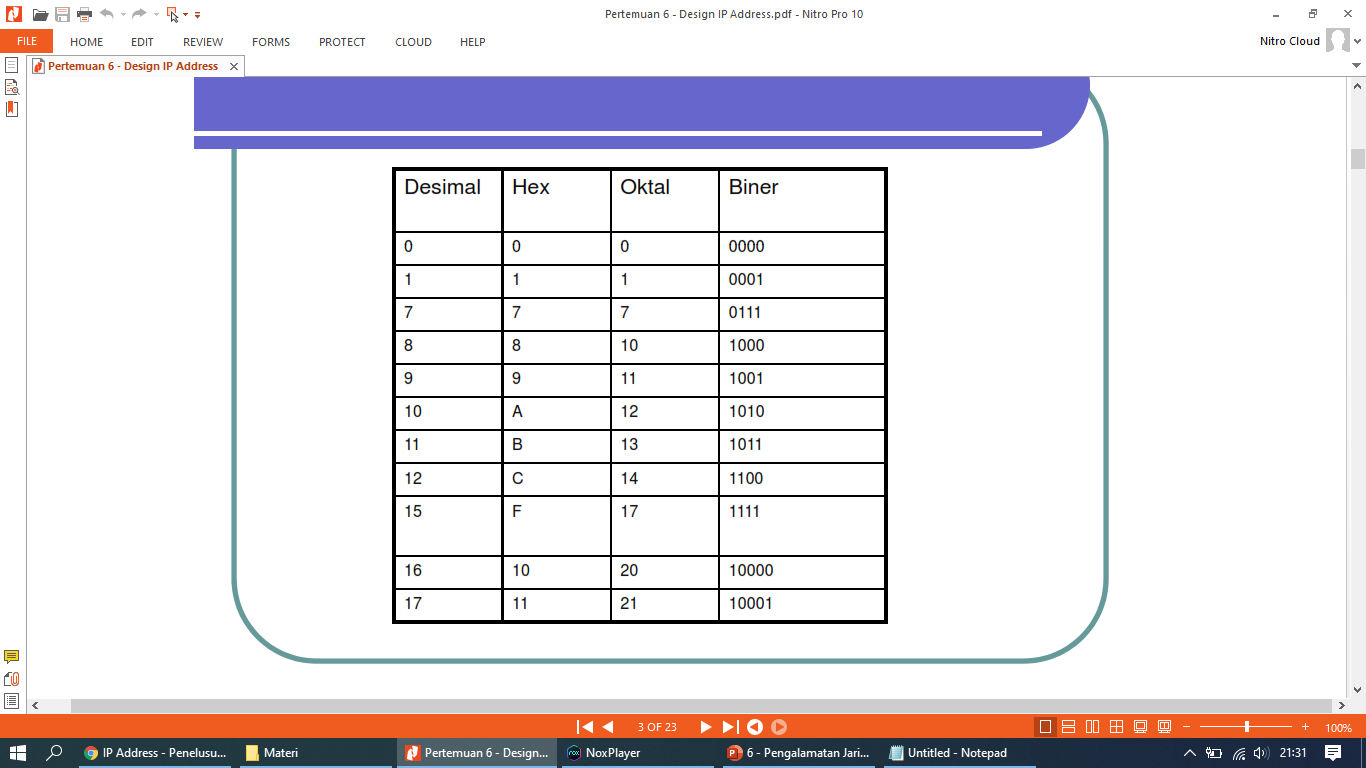 Pertemuan 6 - Design IP Address.pdf - Nitro Pro 10
FILE HOME EDIT REVIEW FORMS PROTECT CLOUD HELP Nitro Cloud
Pertemuan 6 - Design IP Address
Desimal Hex Oktal Biner
0 0 0 0000
1 1 1 0001
7 7 7 0111
8 8 10 1000
9 9 11 1001
10 A 12 1010
11 B 13 1011
12 C 14 1100
15 F 17 1111
16 10 20 10000
17 11 21 10001
3 OF 23 100%
IP Address - Penelusu... Materi Pertemuan 6 - Design... NoxPlayer 6 - Pengalamatan Jari... Untitled - Notepad 21:31